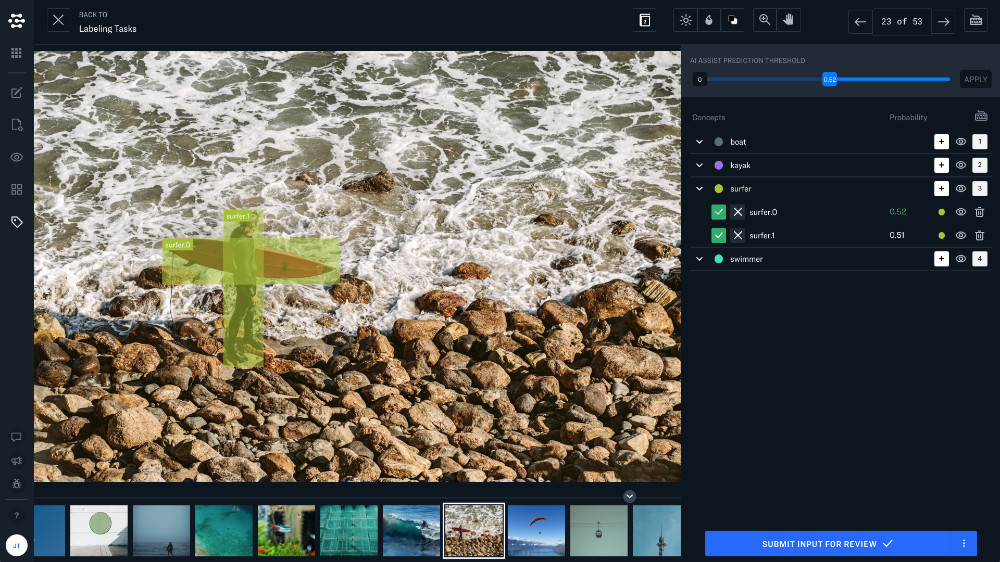 BACK TO
Labeling Tasks
23 of 53
AI ASSIST PREDICTION THRESHOLD
0
0.52
APPLY
Concepts
Probability
boat
1
kayak
2
surfer
3
surfer.0
0.52
surfer.1
0.51
swimmer
4
surfer.1
surfer.0
?
JT
SUBMIT INPUT FOR REVIEW